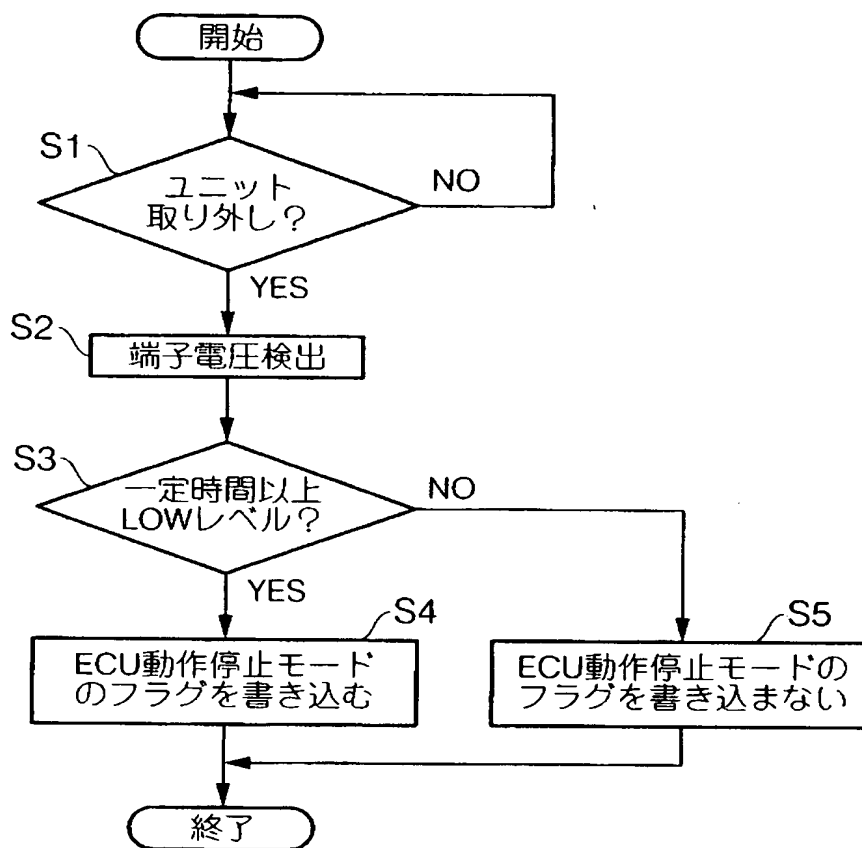 開始
S1
ユニット
取り外し?
NO
YES
S2
端子電圧検出
S3
一定時間以上
LOWレベル?
NO
YES
S4
ECU動作停止モード
のフラグを書き込む
S5
ECU動作停止モードの
フラグを書き込まない
終了